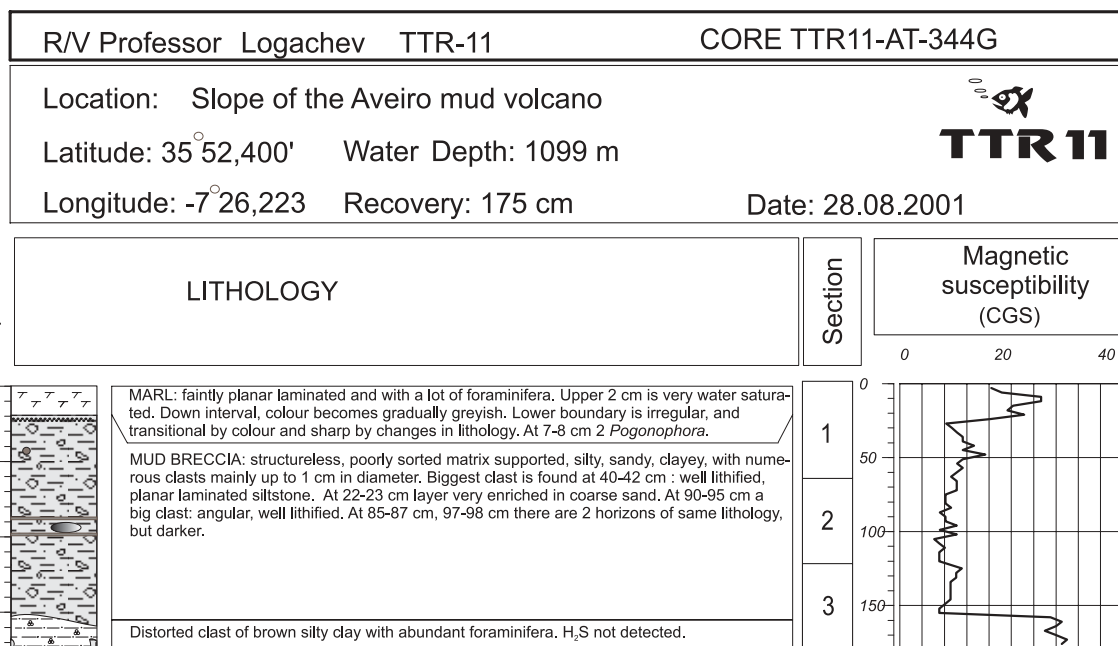 R/V Professor Logachev TTR-11 CORE TTR11-AT-344G
Location: Slope of the Aveiro mud volcano
TTR 11
Latitude: 35°52,400' Water Depth: 1099 m
Longitude: -7°26,223 Recovery: 175 cm Date: 28.08.2001
LITHOLOGY
Section
Magnetic
susceptibility
(CGS)
0 20 40
MARL: faintly planar laminated and with a lot of foraminifera. Upper 2 cm is very water satura-
ted. Down interval, colour becomes gradually greyish. Lower boundary is irregular, and
transitional by colour and sharp by changes in lithology. At 7-8 cm 2 Pogonophora.
MUD BRECCIA: structureless, poorly sorted matrix supported, silty, sandy, clayey, with nume-
rous clasts mainly up to 1 cm in diameter. Biggest clast is found at 40-42 cm : well lithified,
planar laminated siltstone. At 22-23 cm layer very enriched in coarse sand. At 90-95 cm a
big clast: angular, well lithified. At 85-87 cm, 97-98 cm there are 2 horizons of same lithology,
but darker.
Distorted clast of brown silty clay with abundant foraminifera. H₂S not detected.
1
2
3
0
50
100
150